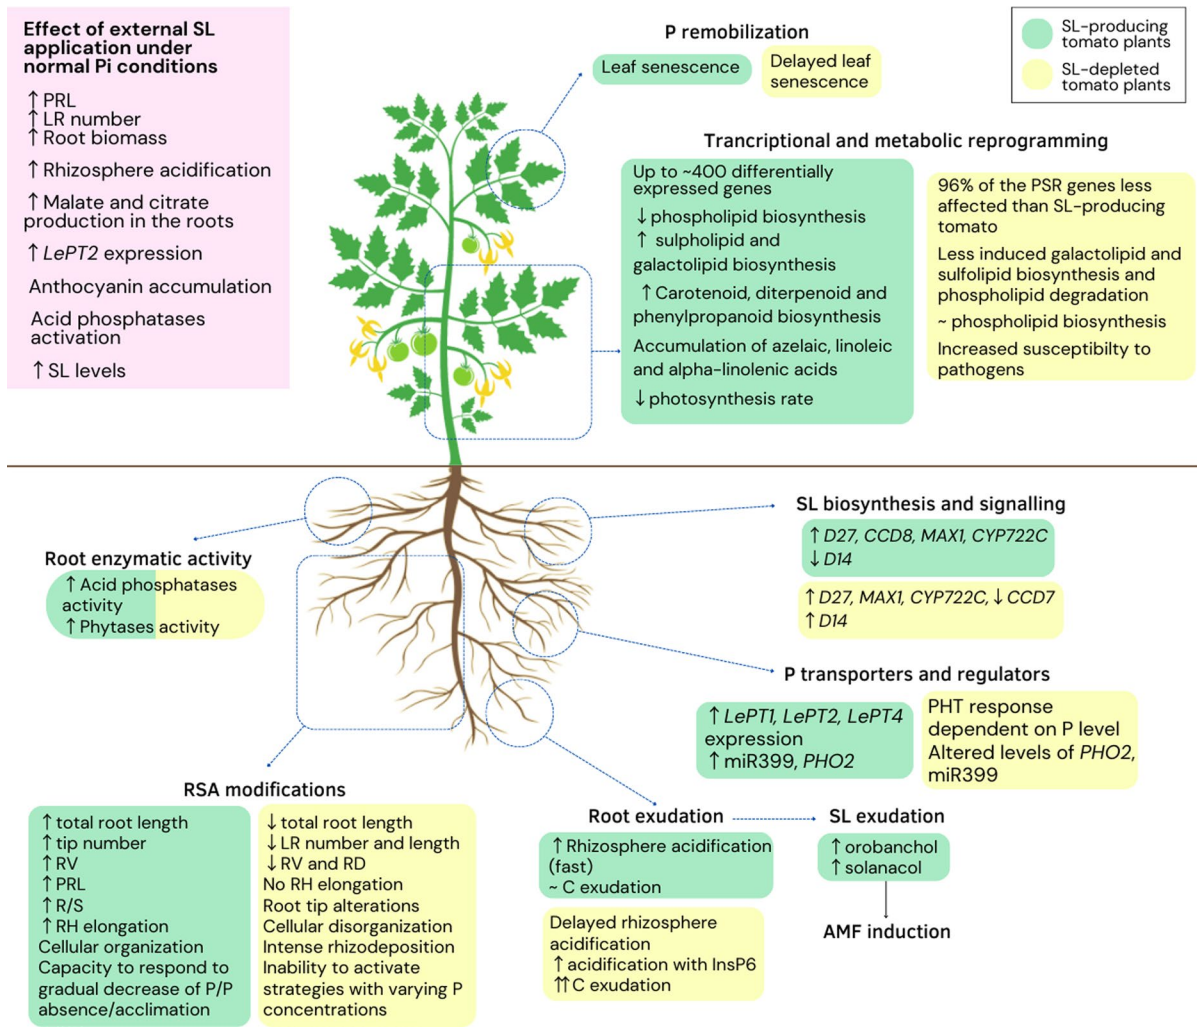 Effect of external SL
application under
normal Pi conditions
↑ PRL
↑ LR number
↑ Root biomass
↑ Rhizosphere acidification
↑ Malate and citrate
production in the roots
↑ LePT2 expression
Anthocyanin accumulation
Acid phosphatases
activation
↑ SL levels
P remobilization
Leaf senescence
Delayed leaf
senescence
SL-producing
tomato plants
SL-depleted
tomato plants
Trancriptional and metabolic reprogramming
Up to ~400 differentially
expressed genes
↓ phospholipid biosynthesis
↑ sulpholipid and
galactolipid biosynthesis
↑ Carotenoid, diterpenoid and
phenylpropanoid biosynthesis
Accumulation of azelaic, linoleic
and alpha-linolenic acids
↓ photosynthesis rate
96% of the PSR genes less
affected than SL-producing
tomato
Less induced galactolipid and
sulfolipid biosynthesis and
phospholipid degradation
~ phospholipid biosynthesis
Increased susceptibilty to
pathogens
Root enzymatic activity
↑ Acid phosphatases
activity
↑ Phytases activity
SL biosynthesis and signalling
↑ D27, CCD8, MAX1, CYP722C
↓ D14
↑ D27, MAX1, CYP722C, ↓ CCD7
↑ D14
P transporters and regulators
↑ LePT1, LePT2, LePT4
expression
↑ miR399, PHO2
PHT response
dependent on P level
Altered levels of PHO2,
miR399
RSA modifications
↑ total root length
↑ tip number
↑ RV
↑ PRL
↑ R/S
↑ RH elongation
Cellular organization
Capacity to respond to
gradual decrease of P/P
absence/acclimation
↓ total root length
↓ LR number and length
↓ RV and RD
No RH elongation
Root tip alterations
Cellular disorganization
Intense rhizodeposition
Inability to activate
strategies with varying P
concentrations
Root exudation
↑ Rhizosphere acidification
(fast)
~ C exudation
Delayed rhizosphere
acidification
↑ acidification with InsP6
⇈ C exudation
SL exudation
↑ orobanchol
↑ solanacol
AMF induction